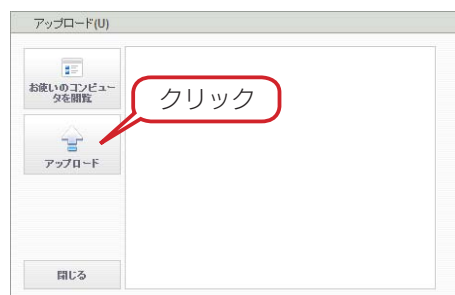 アップロード(U)
お使いのコンピュー
タを閲覧
クリック
アップロード
閉じる